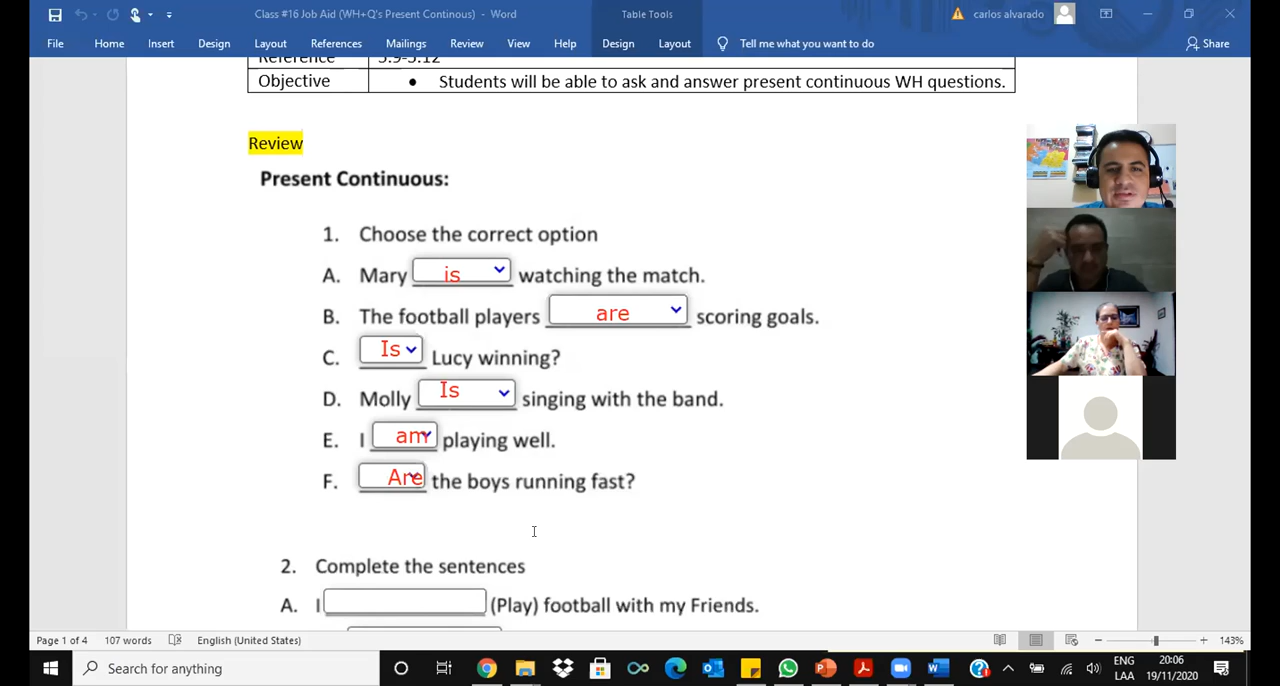 Class #16 Job Aid (WH+Q's Present Continous) - Word
Table Tools
carlos alvarado
File Home Insert Design Layout References Mailings Review View Help Design Layout Tell me what you want to do Share
Reference 5.9-5.12
Objective • Students will be able to ask and answer present continuous WH questions.
Review
Present Continuous:
1. Choose the correct option
A. Mary is watching the match.
B. The football players are scoring goals.
C. Is Lucy winning?
D. Molly Is singing with the band.
E. I am playing well.
F. Are the boys running fast?
2. Complete the sentences
A. I (Play) football with my Friends.
Page 1 of 4 107 words English (United States) 143%
Search for anything
ENG 20:06
LAA 19/11/2020